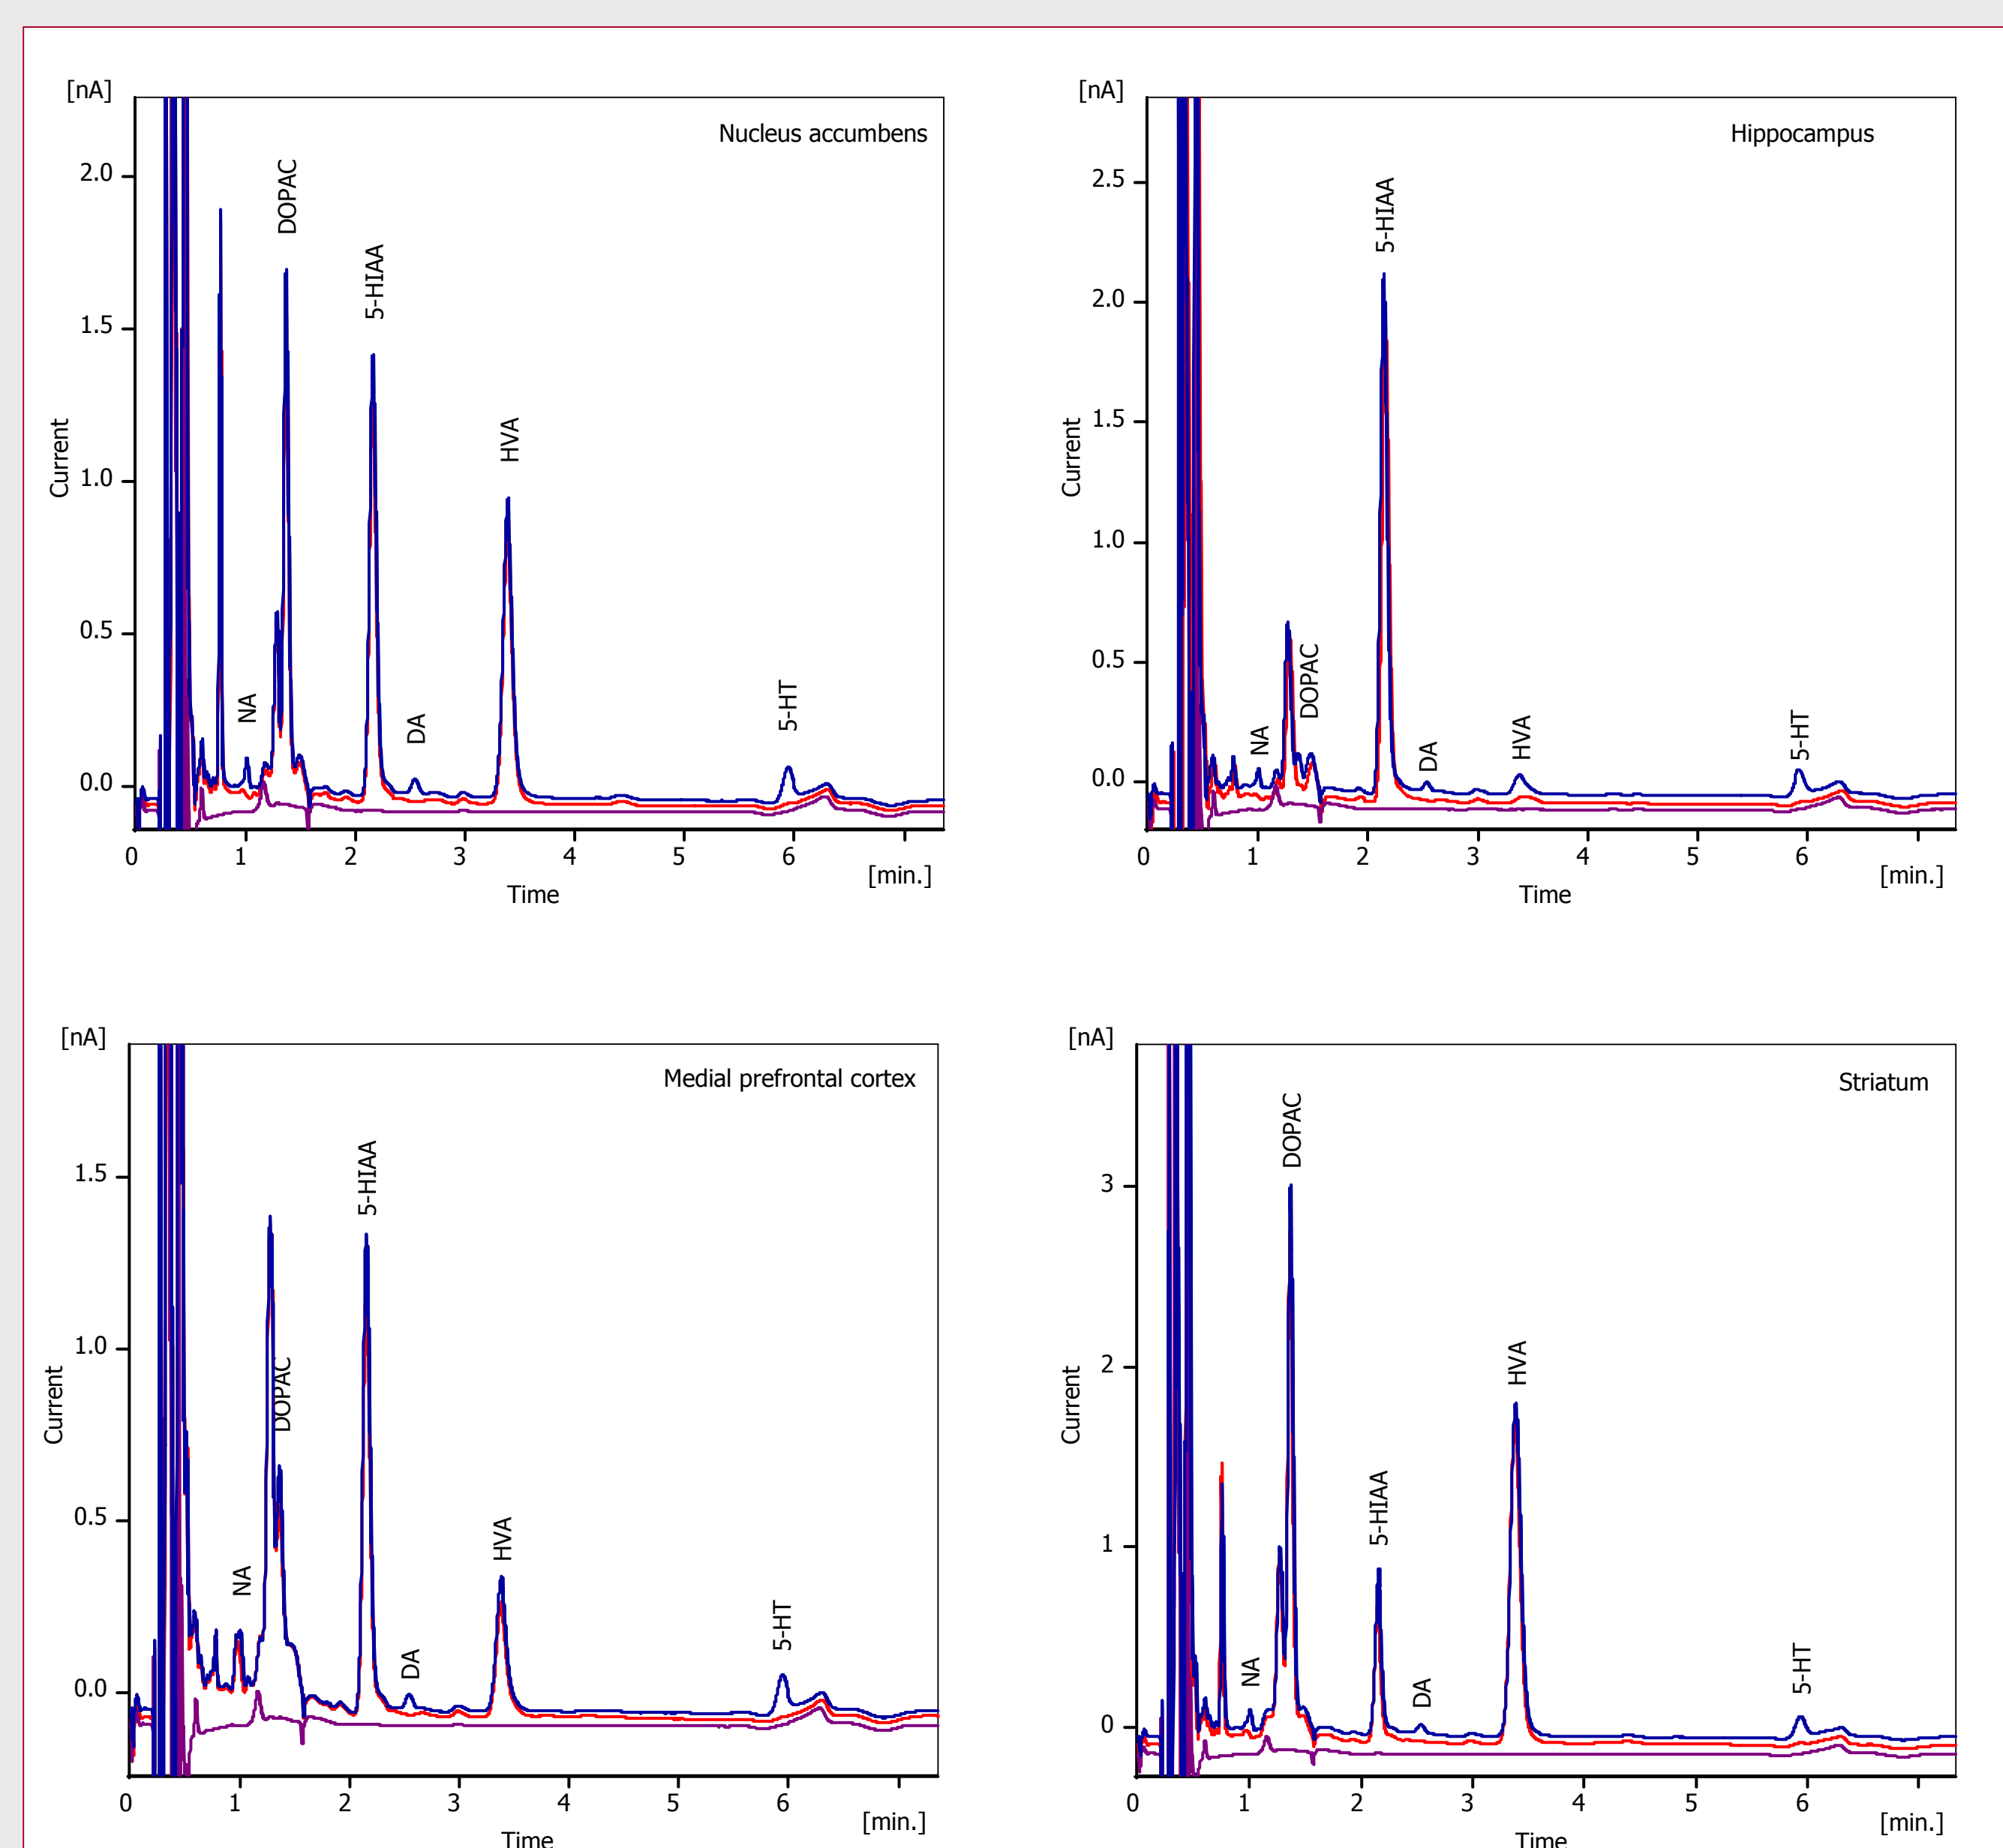 [nA]
Nucleus accumbens
2.0
1.5
1.0
0.5
0.0
Current
NA
DOPAC
5-HIAA
DA
HVA
5-HT
0 1 2 3 4 5 6
[min.]
Time
[nA]
Hippocampus
2.5
2.0
1.5
1.0
0.5
0.0
Current
NA
DOPAC
5-HIAA
DA
HVA
5-HT
0 1 2 3 4 5 6
[min.]
Time
[nA]
Medial prefrontal cortex
1.5
1.0
0.5
0.0
Current
NA
DOPAC
5-HIAA
DA
HVA
5-HT
0 1 2 3 4 5 6
[min.]
Time
[nA]
Striatum
3
2
1
0
Current
NA
DOPAC
5-HIAA
DA
HVA
5-HT
0 1 2 3 4 5 6
[min.]
Time